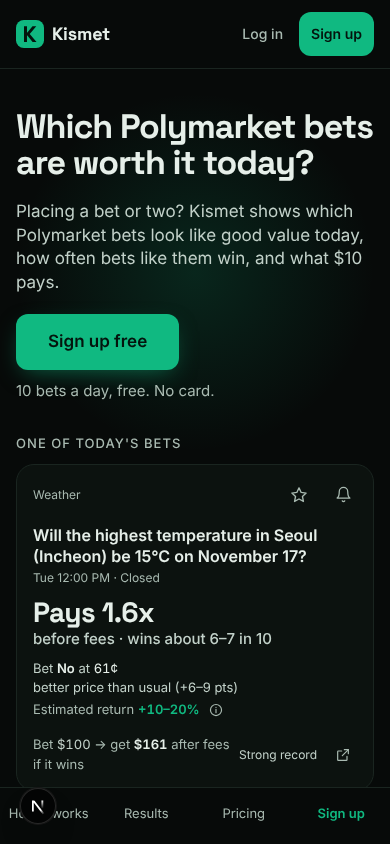 K Kismet Log in Sign up
Which Polymarket bets
are worth it today?
Placing a bet or two? Kismet shows which
Polymarket bets look like good value today,
how often bets like them win, and what $10
pays.
Sign up free
10 bets a day, free. No card.
ONE OF TODAY'S BETS
Weather
Will the highest temperature in Seoul
(Incheon) be 15°C on November 17?
Tue 12:00 PM · Closed
Pays 1.6x
before fees · wins about 6–7 in 10
Bet No at 61¢
better price than usual (+6–9 pts)
Estimated return +10–20%
Bet $100 → get $161 after fees
if it wins
Strong record
N works Results Pricing Sign up